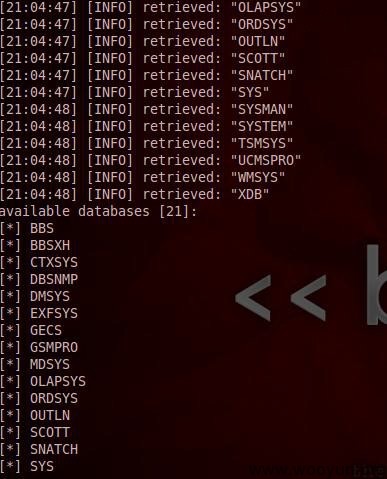 [21:04:47] [INFO] retrieved: "OLAPSYS"
[21:04:47] [INFO] retrieved: "ORDSYS"
[21:04:47] [INFO] retrieved: "OUTLN"
[21:04:47] [INFO] retrieved: "SCOTT"
[21:04:47] [INFO] retrieved: "SNATCH"
[21:04:47] [INFO] retrieved: "SYS"
[21:04:48] [INFO] retrieved: "SYSMAN"
[21:04:48] [INFO] retrieved: "SYSTEM"
[21:04:48] [INFO] retrieved: "TSMSYS"
[21:04:48] [INFO] retrieved: "UCMSPRO"
[21:04:48] [INFO] retrieved: "WMSYS"
[21:04:48] [INFO] retrieved: "XDB"
available databases [21]:
[*] BBS
[*] BBSXH
[*] CTXSYS
[*] DBSNMP
[*] DMSYS
[*] EXFSYS
[*] GECS
[*] GSMPRO
[*] MDSYS
[*] OLAPSYS
[*] ORDSYS
[*] OUTLN
[*] SCOTT
[*] SNATCH
[*] SYS
<< b